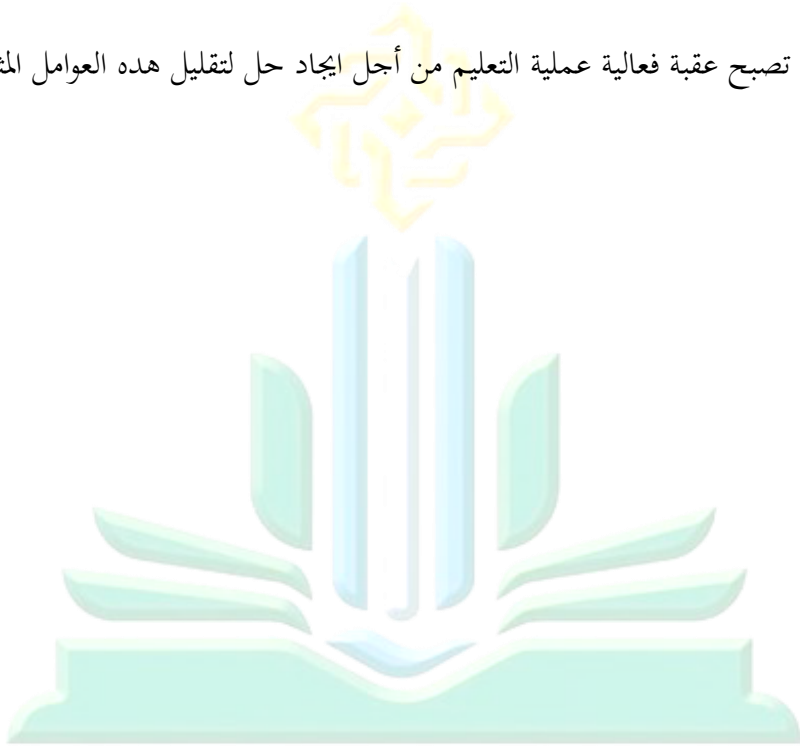 تصبح عقبة فعالية عملية التعليم من أجل ايجاد حل لتقليل هده العوامل